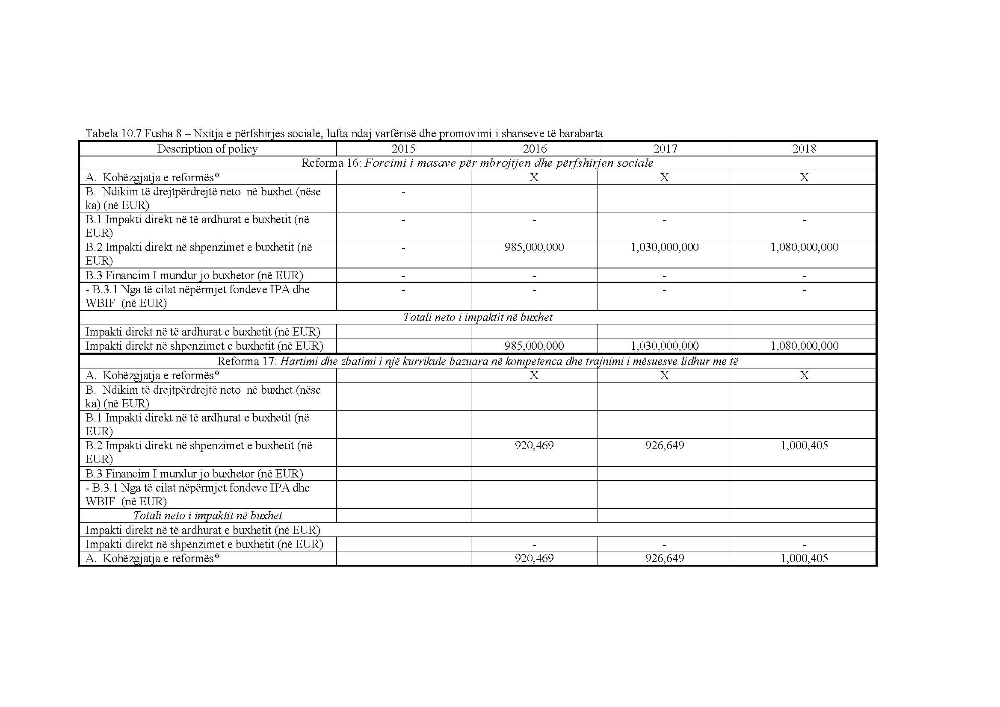 Tabela 10.7 Fusha 8 – Nxitja e përfshirjes sociale, lufta ndaj varfërisë dhe promovimi i shanseve të barabarta
Description of policy 2015 2016 2017 2018
Reforma 16: Forcimi i masave për mbrojtjen dhe përfshirjen sociale
A. Kohëzgjatja e reformës* X X X
B. Ndikim të drejtpërdrejtë neto në buxhet (nëse -
ka) (në EUR)
B.1 Impakti direkt në të ardhurat e buxhetit (në - - - -
EUR)
B.2 Impakti direkt në shpenzimet e buxhetit (në - 985,000,000 1,030,000,000 1,080,000,000
EUR)
B.3 Financim I mundur jo buxhetor (në EUR) - - - -
- B.3.1 Nga të cilat nëpërmjet fondeve IPA dhe - - - -
WBIF (në EUR)
Totali neto i impaktit në buxhet
Impakti direkt në të ardhurat e buxhetit (në EUR)
Impakti direkt në shpenzimet e buxhetit (në EUR) 985,000,000 1,030,000,000 1,080,000,000
Reforma 17: Hartimi dhe zbatimi i një kurrikule bazuara në kompetenca dhe trajnimi i mësuesve lidhur me të
A. Kohëzgjatja e reformës* X X X
B. Ndikim të drejtpërdrejtë neto në buxhet (nëse
ka) (në EUR)
B.1 Impakti direkt në të ardhurat e buxhetit (në
EUR)
B.2 Impakti direkt në shpenzimet e buxhetit (në 920,469 926,649 1,000,405
EUR)
B.3 Financim I mundur jo buxhetor (në EUR)
- B.3.1 Nga të cilat nëpërmjet fondeve IPA dhe
WBIF (në EUR)
Totali neto i impaktit në buxhet
Impakti direkt në të ardhurat e buxhetit (në EUR)
Impakti direkt në shpenzimet e buxhetit (në EUR) - - -
A. Kohëzgjatja e reformës* 920,469 926,649 1,000,405